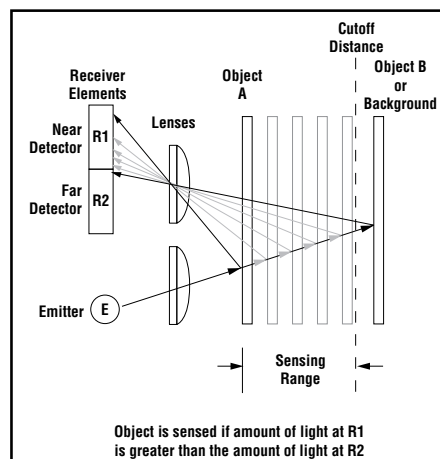 Cutoff
Distance
Receiver
Elements
Object
A
Object B
or
Background
Near
Detector
R1
Lenses
Far
Detector
R2
Emitter
E
Sensing
Range
Object is sensed if amount of light at R1
is greater than the amount of light at R2